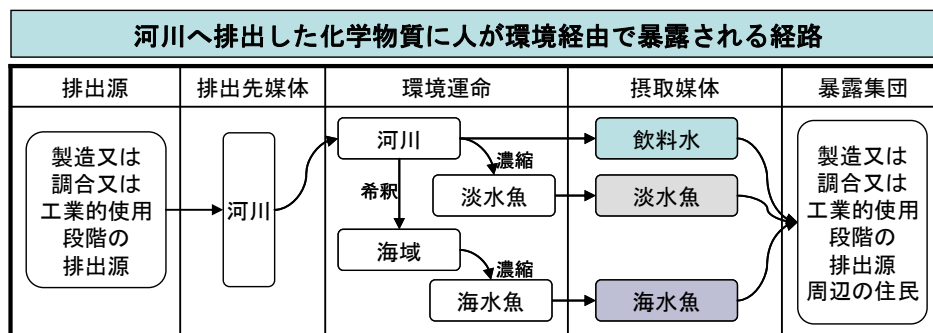 河川へ排出した化学物質に人が環境経由で暴露される経路
排出源
排出先媒体
環境運命
摂取媒体
暴露集団
製造又は
調合又は
工業的使用
段階の
排出源
河川
河川
濃縮
淡水魚
希釈
海域
濃縮
海水魚
飲料水
淡水魚
海水魚
製造又は
調合又は
工業的使用
段階の
排出源
周辺の住民